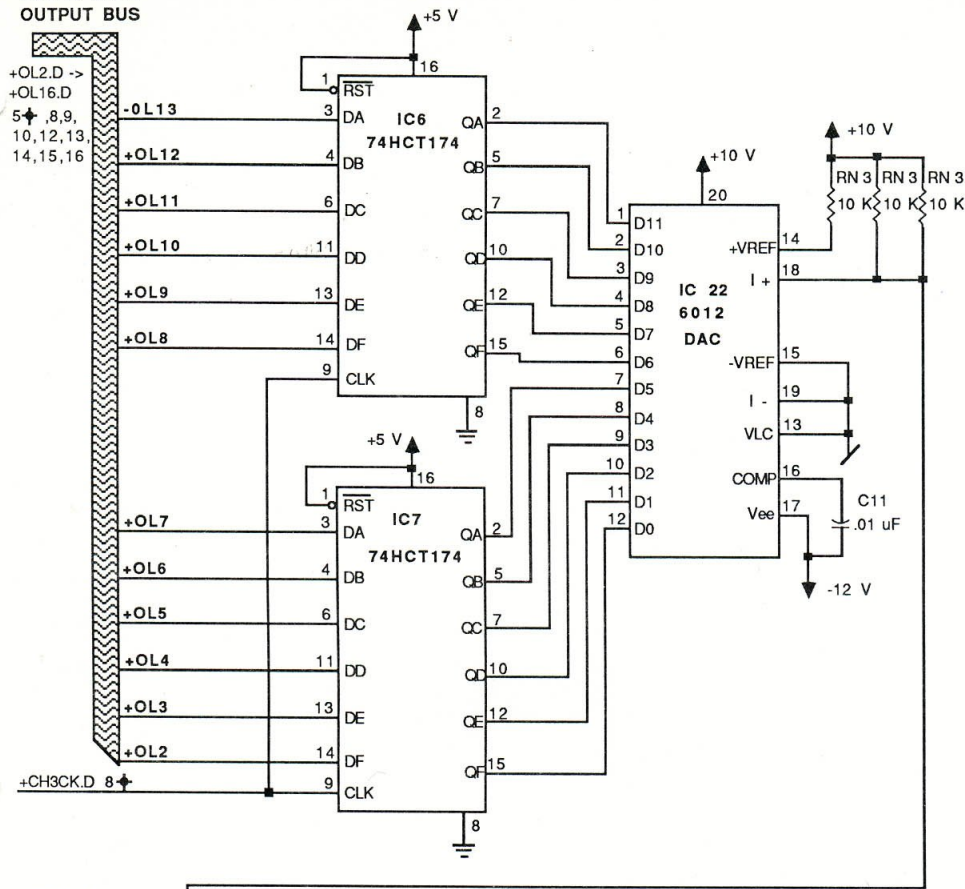 OUTPUT BUS
+OL2.D ->
+OL16.D
5 ,8,9,
10,12,13,
14,15,16
+5 V
16
1
RST
IC6
74HCT174
-0L13
3
DA
QA
2
+OL12
4
DB
QB
5
+OL11
6
DC
QC
7
+OL10
11
DD
QD
10
+OL9
13
DE
QE
12
+OL8
14
DF
QF
15
9
CLK
8
+10 V
20
IC 22
6012
DAC
1
D11
2
D10
3
D9
4
D8
5
D7
6
D6
7
D5
8
D4
9
D3
10
D2
11
D1
12
D0
+10 V
RN 3 RN 3 RN 3
10 K 10 K 10 K
+VREF
14
I +
18
-VREF
15
I -
19
VLC
13
COMP
16
Vee
17
C11
.01 uF
-12 V
+5 V
16
1
RST
IC7
74HCT174
+OL7
3
DA
QA
2
+OL6
4
DB
QB
5
+OL5
6
DC
QC
7
+OL4
11
DD
QD
10
+OL3
13
DE
QE
12
+OL2
14
DF
QF
15
+CH3CK.D 8
9
CLK
8